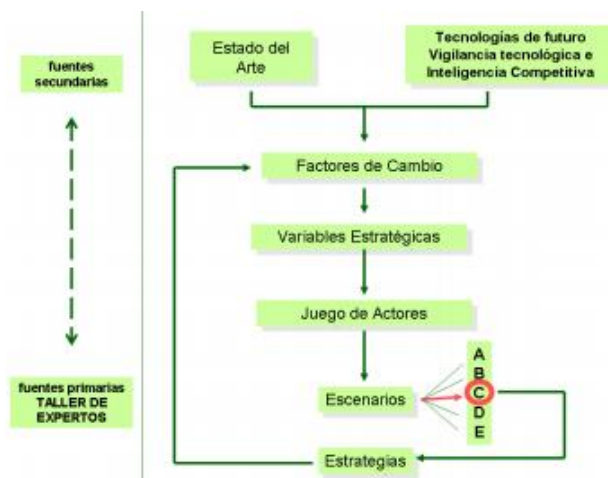 fuentes
secundarias
fuentes primarias
TALLER DE
EXPERTOS
Estado del
Arte
Tecnologías de futuro
Vigilancia tecnológica e
Inteligencia Competitiva
Factores de Cambio
Variables Estratégicas
Juego de Actores
Escenarios
A
B
C
D
E
Estrategias